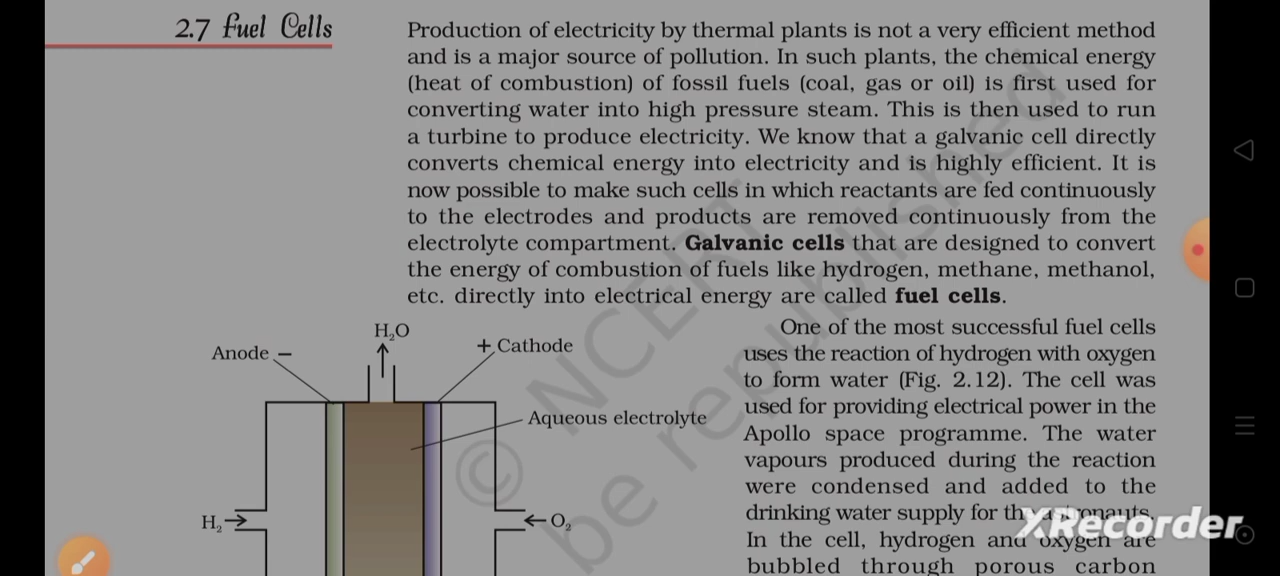 2.7 Fuel Cells
Production of electricity by thermal plants is not a very efficient method
and is a major source of pollution. In such plants, the chemical energy
(heat of combustion) of fossil fuels (coal, gas or oil) is first used for
converting water into high pressure steam. This is then used to run
a turbine to produce electricity. We know that a galvanic cell directly
converts chemical energy into electricity and is highly efficient. It is
now possible to make such cells in which reactants are fed continuously
to the electrodes and products are removed continuously from the
electrolyte compartment. Galvanic cells that are designed to convert
the energy of combustion of fuels like hydrogen, methane, methanol,
etc. directly into electrical energy are called fuel cells.
H₂O
Anode −
+ Cathode
Aqueous electrolyte
H₂
O₂
One of the most successful fuel cells
uses the reaction of hydrogen with oxygen
to form water (Fig. 2.12). The cell was
used for providing electrical power in the
Apollo space programme. The water
vapours produced during the reaction
were condensed and added to the
drinking water supply for the astronauts.
In the cell, hydrogen and oxygen are
bubbled through porous carbon
© NCERT
be republished
XRecorder